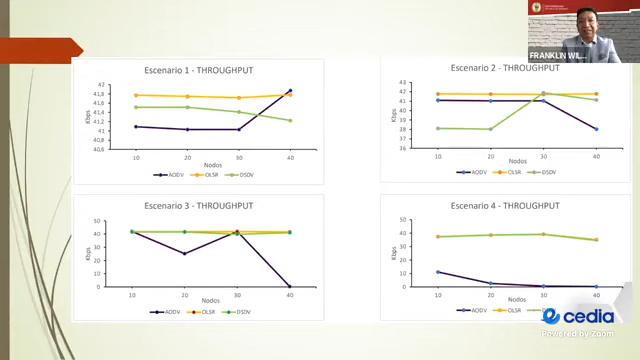 FRANKLIN WIL...
Escenario 1 - THROUGHPUT
42
41,8
41,6
41,4
41,2
41
40,8
40,6
Kbps
10 20 30 40
Nodos
AODV OLSR DSDV
Escenario 2 - THROUGHPUT
43
42
41
40
39
38
37
36
Kbps
10 20 30 40
Nodos
AODV OLSR DSDV
Escenario 3 - THROUGHPUT
50
40
30
20
10
0
Kbps
10 20 30 40
Nodos
AODV OLSR DSDV
Escenario 4 - THROUGHPUT
50
40
30
20
10
0
Kbps
10 20 30 40
Nodos
AODV OLSR
cedia
Powered by Zoom